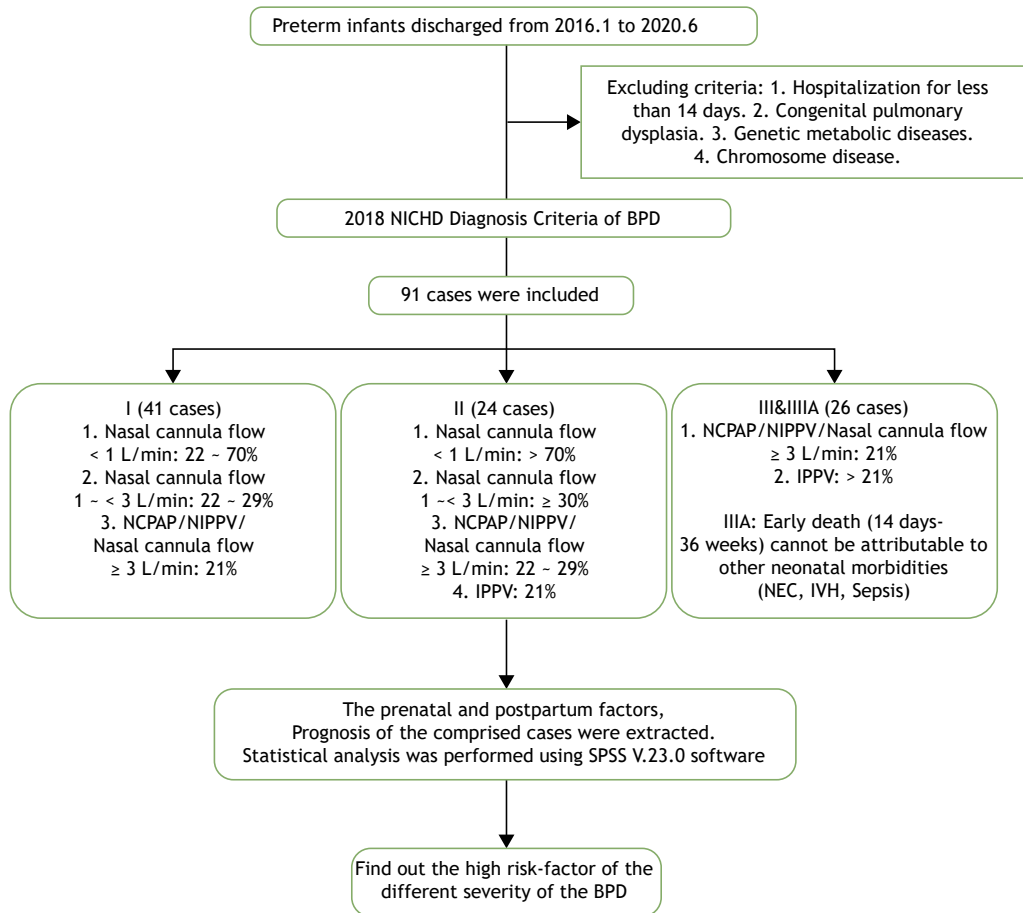 Preterm infants discharged from 2016.1 to 2020.6
Excluding criteria: 1. Hospitalization for less
than 14 days. 2. Congenital pulmonary
dysplasia. 3. Genetic metabolic diseases.
4. Chromosome disease.
2018 NICHD Diagnosis Criteria of BPD
91 cases were included
I (41 cases)
1. Nasal cannula flow
< 1 L/min: 22 ~ 70%
2. Nasal cannula flow
1 ~ < 3 L/min: 22 ~ 29%
3. NCPAP/NIPPV/
Nasal cannula flow
≥ 3 L/min: 21%
II (24 cases)
1. Nasal cannula flow
< 1 L/min: > 70%
2. Nasal cannula flow
1 ~< 3 L/min: ≥ 30%
3. NCPAP/NIPPV/
Nasal cannula flow
≥ 3 L/min: 22 ~ 29%
4. IPPV: 21%
III&IIIIA (26 cases)
1. NCPAP/NIPPV/Nasal cannula flow
≥ 3 L/min: 21%
2. IPPV: > 21%
IIIA: Early death (14 days-
36 weeks) cannot be attributable to
other neonatal morbidities
(NEC, IVH, Sepsis)
The prenatal and postpartum factors,
Prognosis of the comprised cases were extracted.
Statistical analysis was performed using SPSS V.23.0 software
Find out the high risk-factor of the
different severity of the BPD